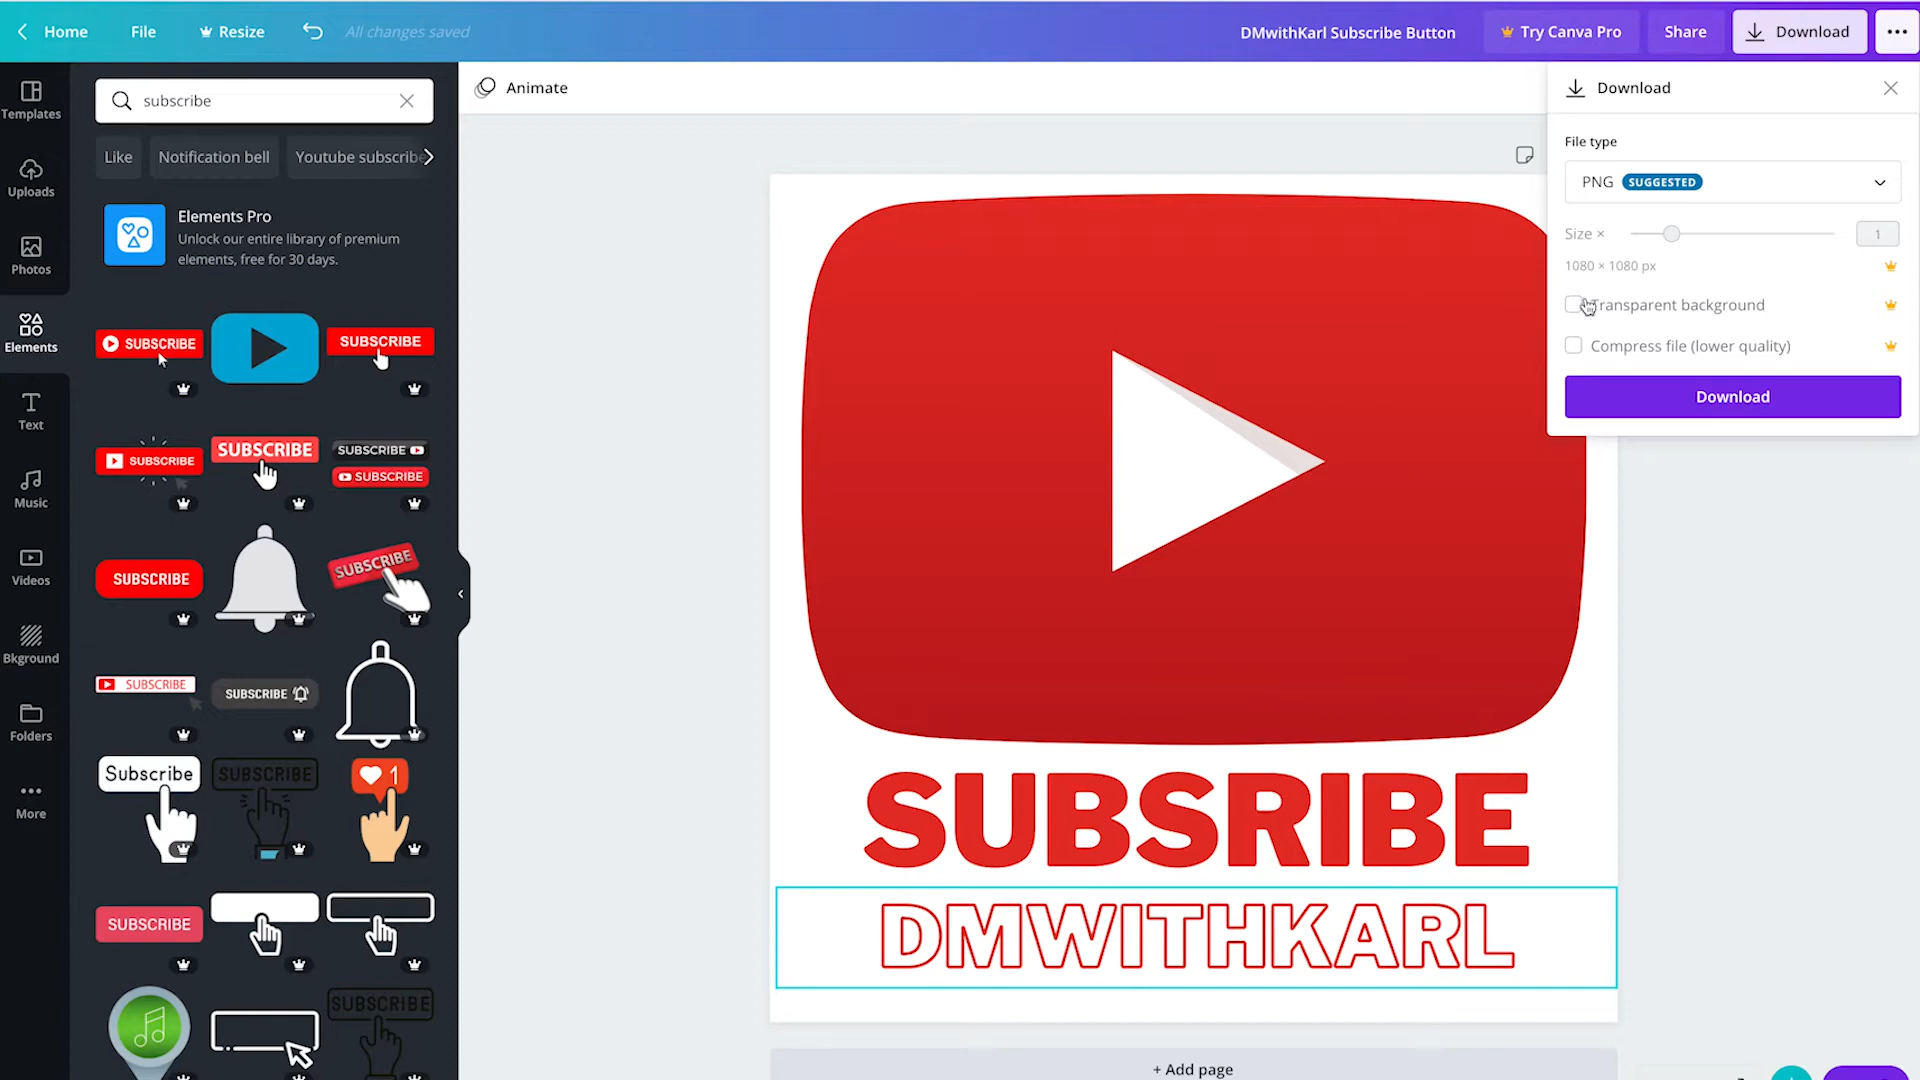 Home File Resize All changes saved DMwithKarl Subscribe Button Try Canva Pro Share Download
Templates
Uploads
Photos
Elements
Text
Music
Videos
Bkground
Folders
More
subscribe
Like Notification bell Youtube subscribe
Elements Pro
Unlock our entire library of premium
elements, free for 30 days.
SUBSCRIBE SUBSCRIBE
SUBSCRIBE SUBSCRIBE SUBSCRIBE
SUBSCRIBE
SUBSCRIBE SUBSCRIBE
SUBSCRIBE SUBSCRIBE
Subscribe SUBSCRIBE 1
SUBSCRIBE
SUBSCRIBE
Animate
SUBSRIBE
DMWITHKARL
+ Add page
Download
File type
PNG SUGGESTED
Size × 1
1080 × 1080 px
Transparent background
Compress file (lower quality)
Download